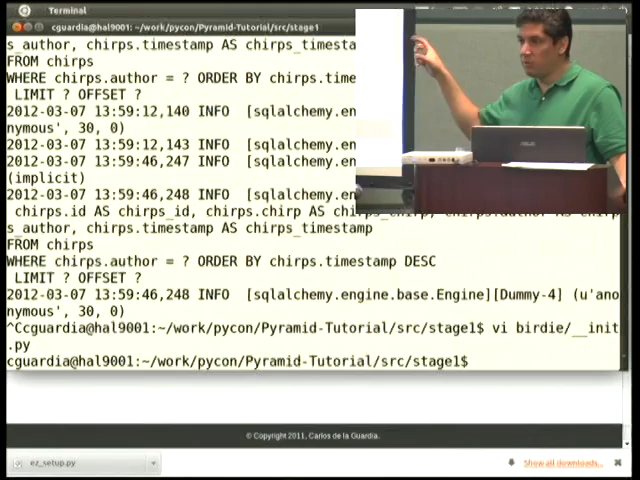 Terminal
cguardia@hal9001: ~/work/pycon/Pyramid-Tutorial/src/stage1
s_author, chirps.timestamp AS chirps_timesta
FROM chirps
WHERE chirps.author = ? ORDER BY chirps.time
 LIMIT ? OFFSET ?
2012-03-07 13:59:12,140 INFO  [sqlalchemy.en
nymous', 30, 0)
2012-03-07 13:59:12,143 INFO  [sqlalchemy.en
2012-03-07 13:59:46,247 INFO  [sqlalchemy.en
(implicit)
2012-03-07 13:59:46,248 INFO  [sqlalchemy.en
 chirps.id AS chirps_id, chirps.chirp AS chirps_chirp, chirps.author AS chirp
s_author, chirps.timestamp AS chirps_timestamp
FROM chirps
WHERE chirps.author = ? ORDER BY chirps.timestamp DESC
 LIMIT ? OFFSET ?
2012-03-07 13:59:46,248 INFO  [sqlalchemy.engine.base.Engine][Dummy-4] (u'ano
nymous', 30, 0)
^Ccguardia@hal9001:~/work/pycon/Pyramid-Tutorial/src/stage1$ vi birdie/__init
.py
cguardia@hal9001:~/work/pycon/Pyramid-Tutorial/src/stage1$
ASUS
© Copyright 2011, Carlos de la Guardia.
ez_setup.py
Show all downloads...